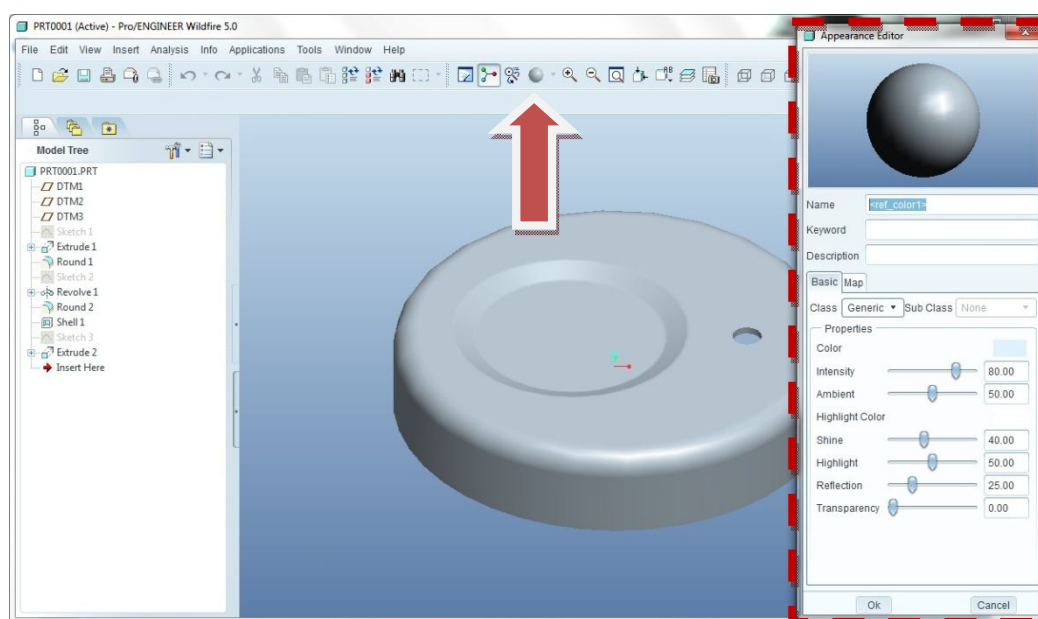 PRT0001 (Active) - Pro/ENGINEER Wildfire 5.0
File Edit View Insert Analysis Info Applications Tools Window Help
Model Tree
PRT0001.PRT
DTM1
DTM2
DTM3
Sketch 1
Extrude 1
Round 1
Sketch 2
Revolve 1
Round 2
Shell 1
Sketch 3
Extrude 2
Insert Here
Appearance Editor
Name <ref_color1>
Keyword
Description
Basic Map
Class Generic Sub Class None
Properties
Color
Intensity 80.00
Ambient 50.00
Highlight Color
Shine 40.00
Highlight 50.00
Reflection 25.00
Transparency 0.00
Ok Cancel